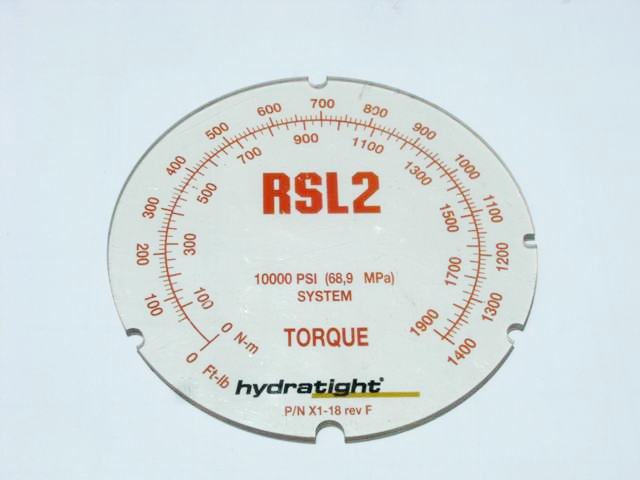 0 100 200 300 400 500 600 700 800 900 1000 1100 1200 1300 1400
Ft-lb
0 100 300 500 700 900 1100 1300 1500 1700 1900
N-m
RSL2
10000 PSI (68,9 MPa)
SYSTEM
TORQUE
hydratight®
P/N X1-18 rev F